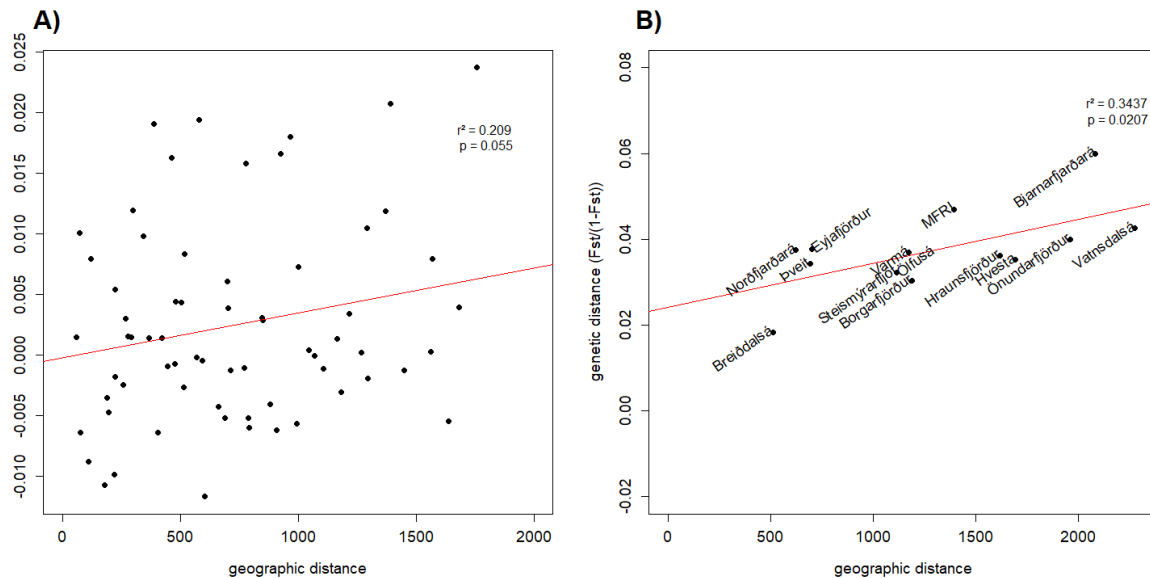 A)
0.025
0.020
0.015
0.010
0.005
0.000
-0.005
-0.010
r² = 0.209
p = 0.055
0
500
1000
1500
2000
geographic distance
B)
genetic distance (Fst/(1-Fst))
0.08
0.06
0.04
0.02
0.00
-0.02
r² = 0.3437
p = 0.0207
Breiðdalsá
Norðfjarðará
Þveit
Eyjafjörður
Steismýrarfljót
Varmá
Ölfusá
Borgarfjörður
MFRI
Hraunsfjörður
Hvesta
Önundarfjörður
Bjarnarfjarðará
Vatnsdalsá
0
500
1000
1500
2000
geographic distance